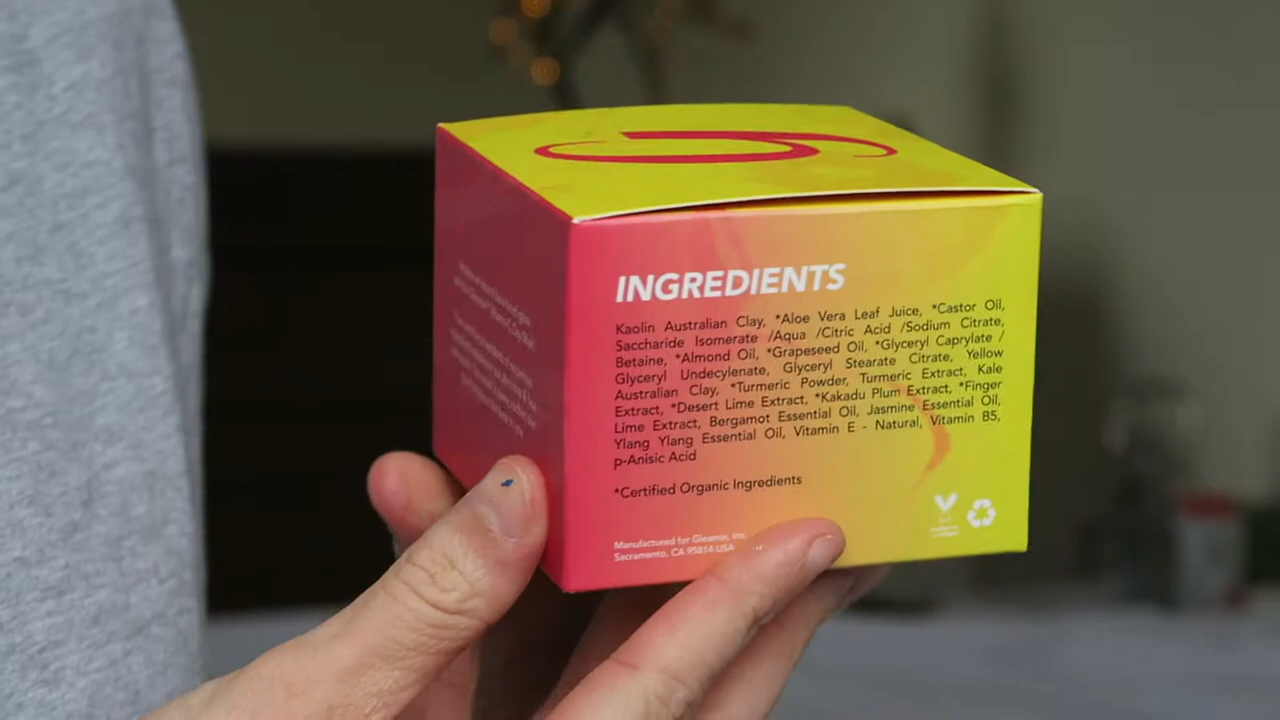 INGREDIENTS
Kaolin Australian Clay, *Aloe Vera Leaf Juice, *Castor Oil,
Saccharide Isomerate /Aqua /Citric Acid /Sodium Citrate,
Betaine, *Almond Oil, *Grapeseed Oil, *Glyceryl Caprylate /
Glyceryl Undecylenate, Glyceryl Stearate Citrate, Yellow
Australian Clay, *Turmeric Powder, Turmeric Extract, Kale
Extract, *Desert Lime Extract, *Kakadu Plum Extract, *Finger
Lime Extract, Bergamot Essential Oil, Jasmine Essential Oil,
Ylang Ylang Essential Oil, Vitamin E - Natural, Vitamin B5,
p-Anisic Acid
*Certified Organic Ingredients
Manufactured for Gleamin, Inc.
Sacramento, CA 95814 USA